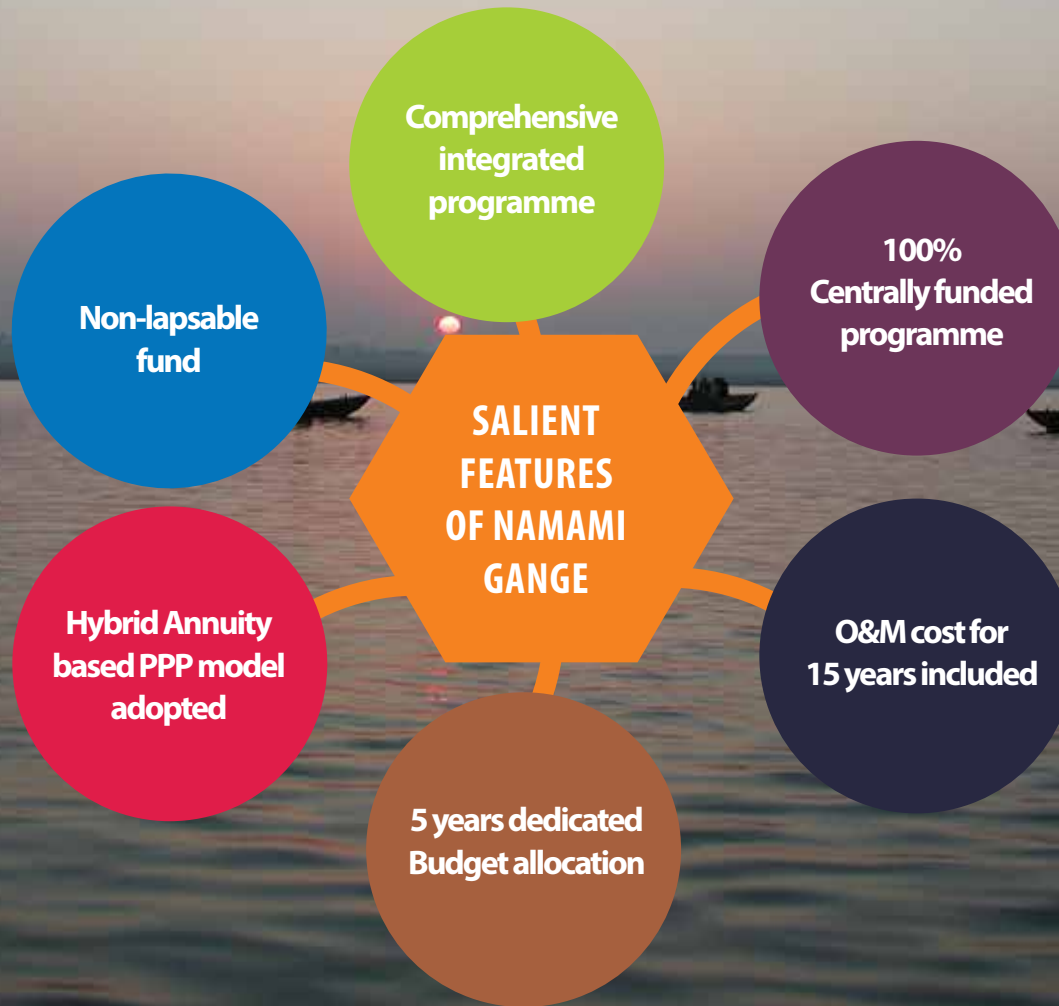 Comprehensive
integrated
programme
100%
Centrally funded
programme
Non-lapsable
fund
SALIENT
FEATURES
OF NAMAMI
GANGE
Hybrid Annuity
based PPP model
adopted
O&M cost for
15 years included
5 years dedicated
Budget allocation